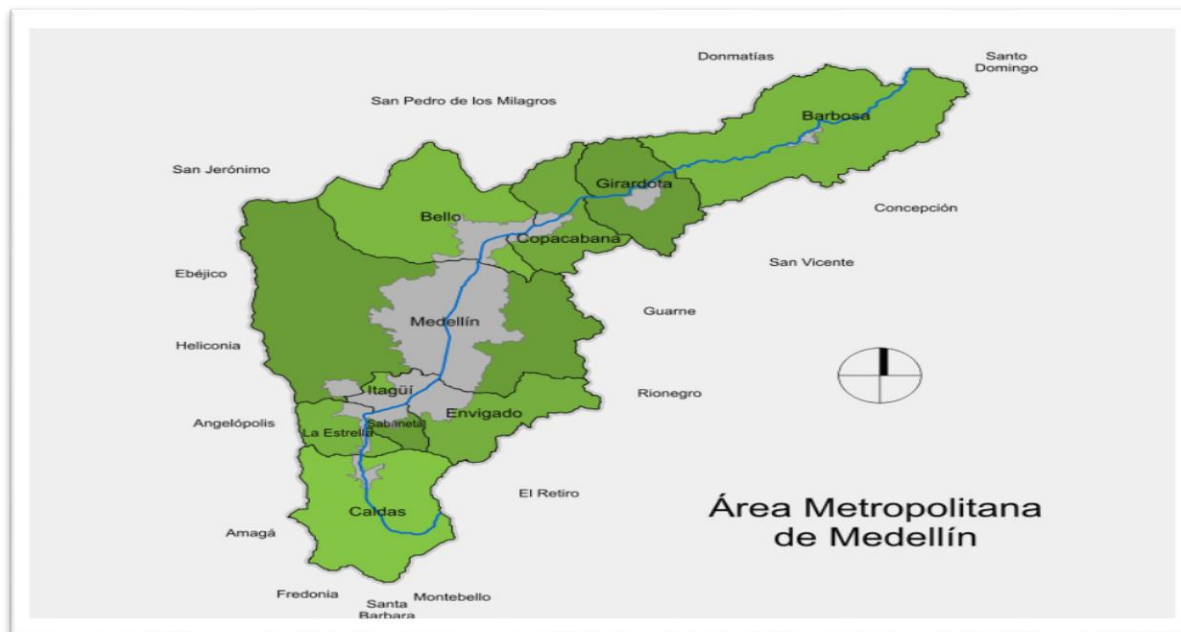 Donmatías
Santo
Domingo
San Pedro de los Milagros
Barbosa
San Jerónimo
Girardota
Concepción
Bello
Copacabana
San Vicente
Ebéjico
Guarne
Medellín
Heliconia
Itagüí
Rionegro
Envigado
Angelópolis
Sabaneta
La Estrella
El Retiro
Caldas
Área Metropolitana
de Medellín
Amagá
Fredonia
Santa
Barbara
Montebello